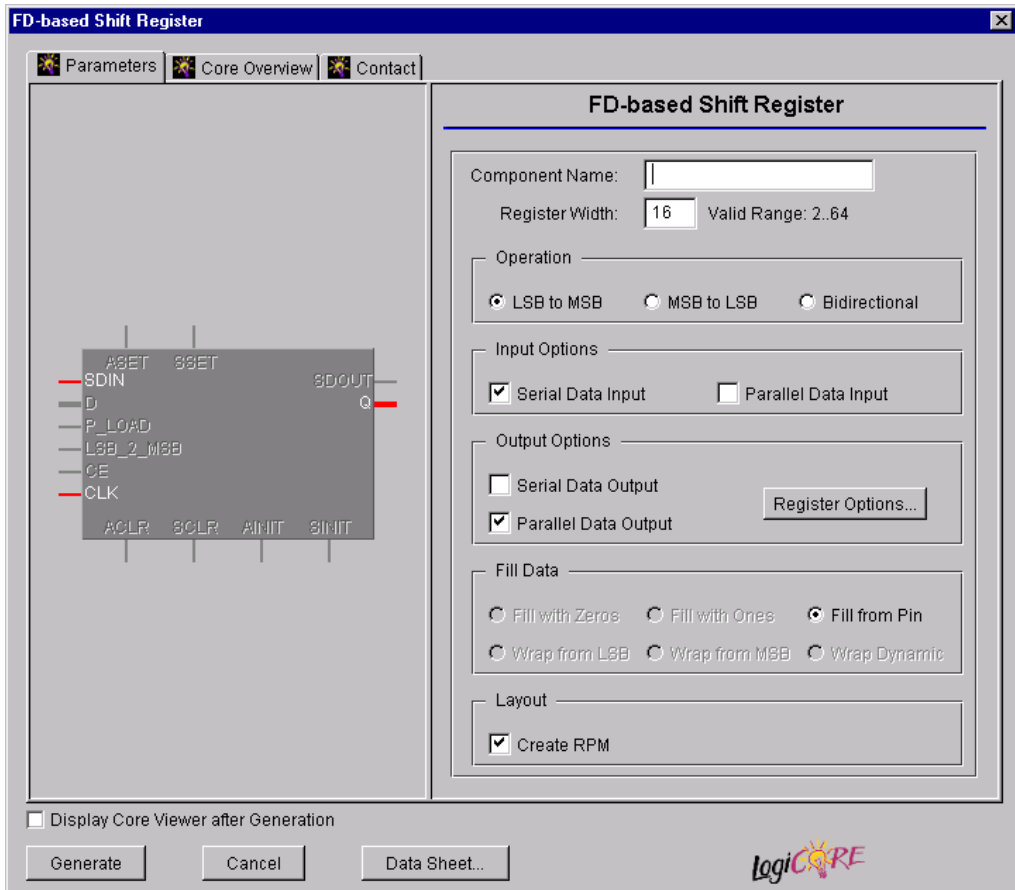 FD-based Shift Register
Parameters Core Overview Contact
FD-based Shift Register
Component Name:
Register Width: 16 Valid Range: 2..64
Operation
LSB to MSB MSB to LSB Bidirectional
Input Options
Serial Data Input Parallel Data Input
Output Options
Serial Data Output
Parallel Data Output
Register Options...
Fill Data
Fill with Zeros Fill with Ones Fill from Pin
Wrap from LSB Wrap from MSB Wrap Dynamic
Layout
Create RPM
ASET SSET
SDIN SDOUT
D Q
P_LOAD
LSB_2_MSB
CE
CLK
ACLR SCLR AINIT SINIT
Display Core Viewer after Generation
Generate Cancel Data Sheet...
LogiCORE